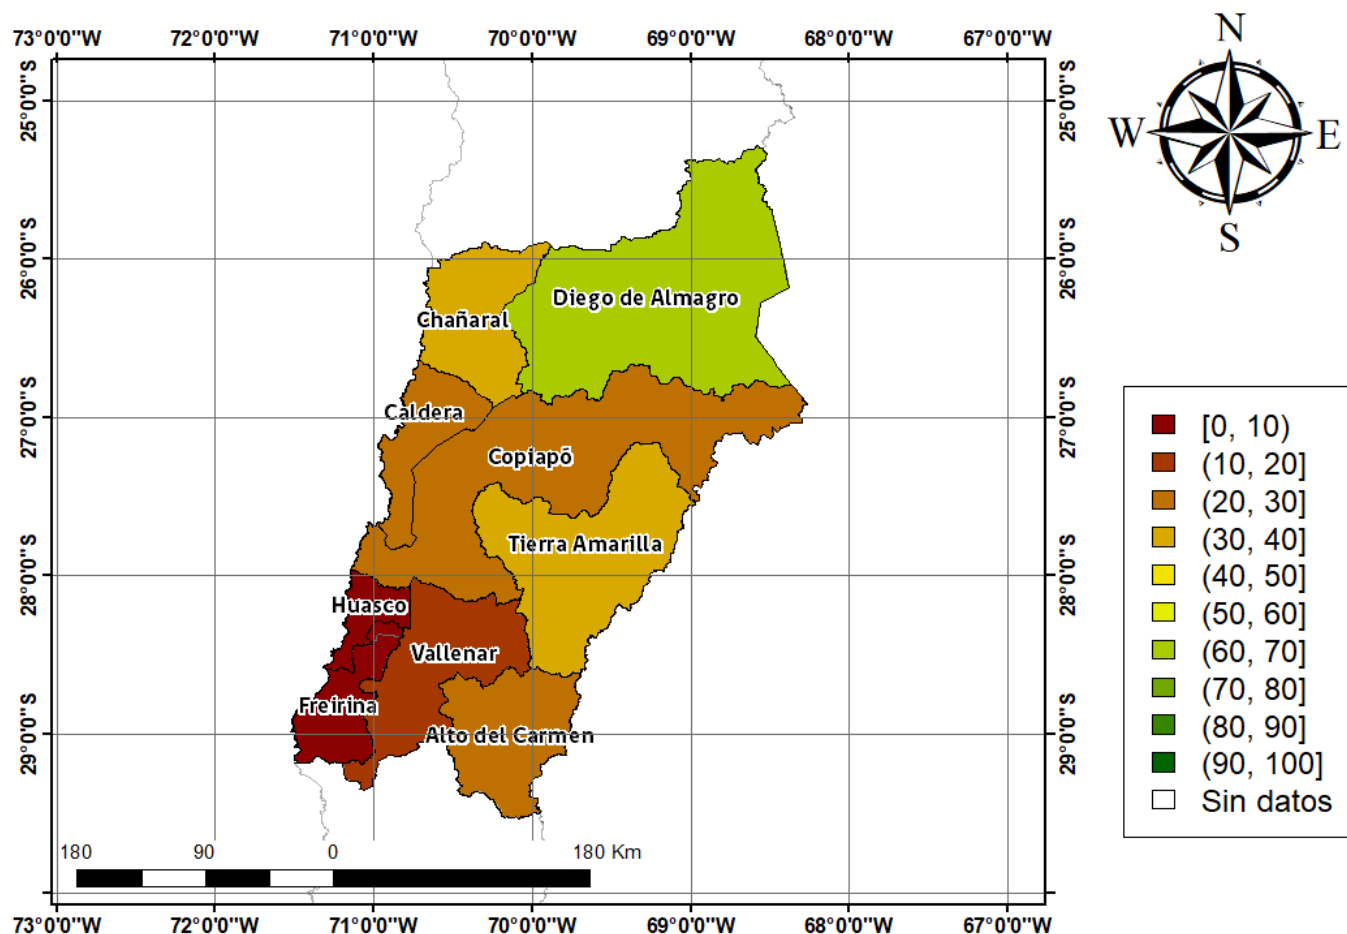 73°0'0"W 72°0'0"W 71°0'0"W 70°0'0"W 69°0'0"W 68°0'0"W 67°0'0"W
N
W E
S
25°0'0"S 25°0'0"S
26°0'0"S 26°0'0"S
27°0'0"S 27°0'0"S
28°0'0"S 28°0'0"S
29°0'0"S 29°0'0"S
Diego de Almagro
Chañaral
Caldera
Copiapó
Tierra Amarilla
Huasco
Vallenar
Freirina
Alto del Carmen
[0, 10)
(10, 20]
(20, 30]
(30, 40]
(40, 50]
(50, 60]
(60, 70]
(70, 80]
(80, 90]
(90, 100]
Sin datos
180 90 0 180 Km
73°0'0"W 72°0'0"W 71°0'0"W 70°0'0"W 69°0'0"W 68°0'0"W 67°0'0"W